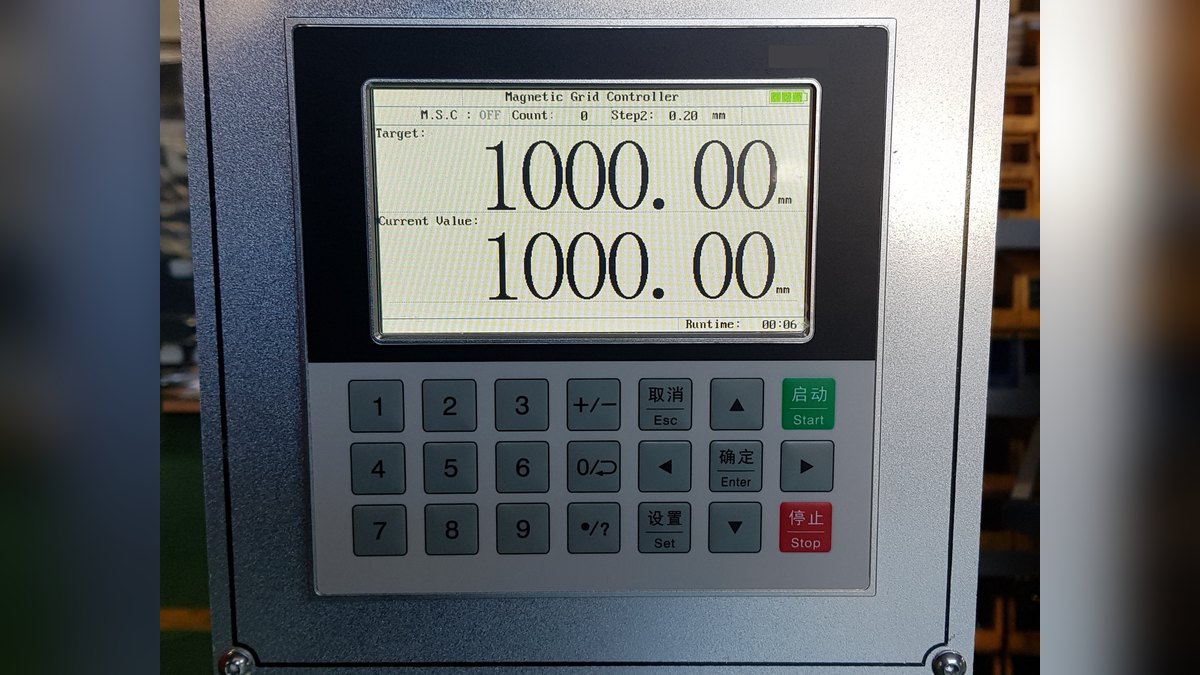 Magnetic Grid Controller
M.S.C : OFF Count: 0 Step2: 0.20 mm
Target:
1000.00 mm
Current Value:
1000.00 mm
Runtime: 00:06
1 2 3 +/− 取消 Esc ▲ 启动 Start
4 5 6 0/⮌ ◀ 确定 Enter ▶
7 8 9 •/? 设置 Set ▼ 停止 Stop